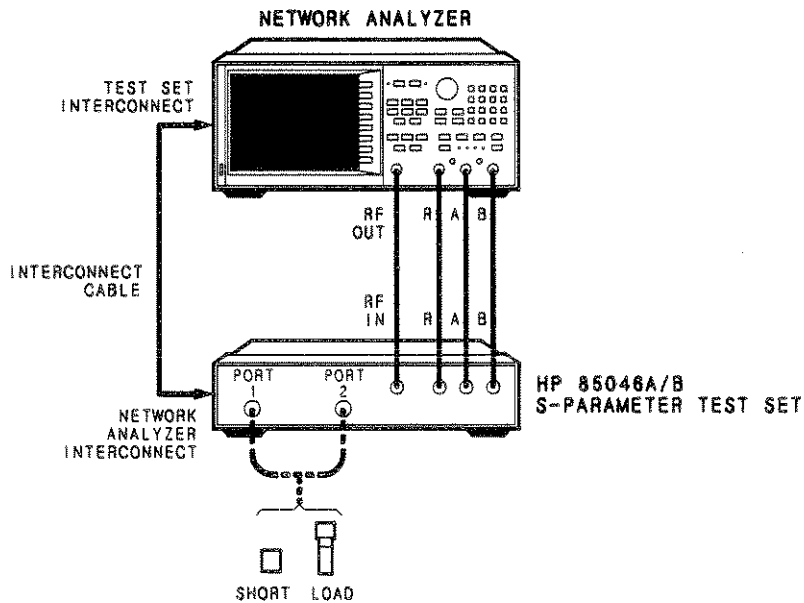 NETWORK ANALYZER
TEST SET
INTERCONNECT
RF
OUT
R
A
B
INTERCONNECT
CABLE
RF
IN
R
A
B
PORT
1
PORT
2
HP 85046A/B
S-PARAMETER TEST SET
NETWORK
ANALYZER
INTERCONNECT
SHORT
LOAD